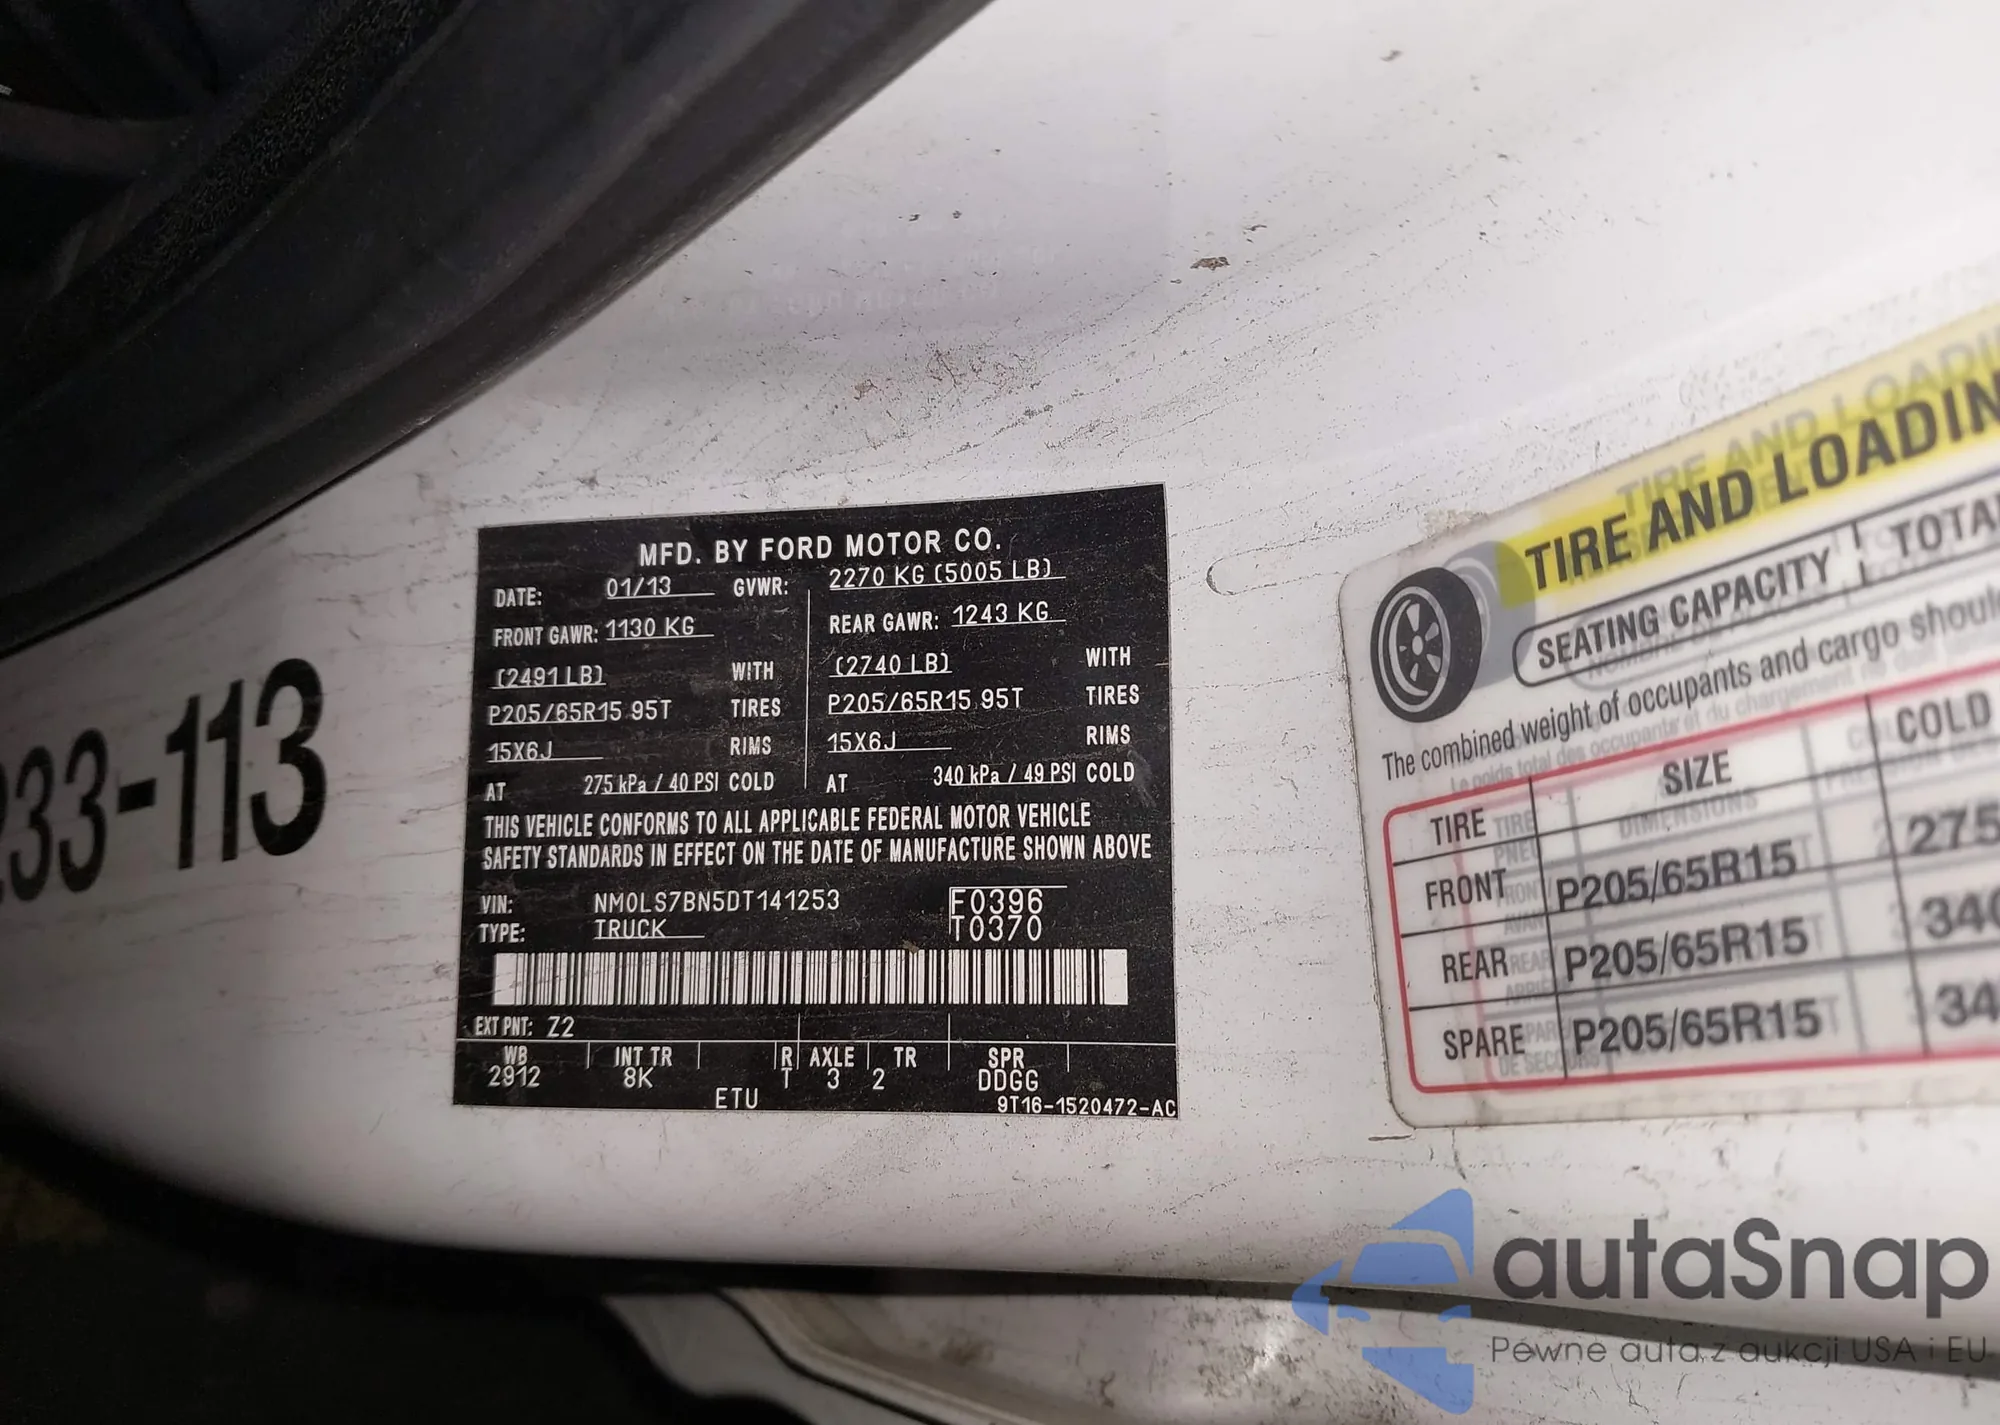 33-113
MFD. BY FORD MOTOR CO.
DATE: 01/13 GVWR: 2270 KG (5005 LB)
FRONT GAWR: 1130 KG REAR GAWR: 1243 KG
(2491 LB) WITH (2740 LB) WITH
P205/65R15 95T TIRES P205/65R15 95T TIRES
15X6J RIMS 15X6J RIMS
AT 275 kPa / 40 PSI COLD AT 340 kPa / 49 PSI COLD
THIS VEHICLE CONFORMS TO ALL APPLICABLE FEDERAL MOTOR VEHICLE
SAFETY STANDARDS IN EFFECT ON THE DATE OF MANUFACTURE SHOWN ABOVE
VIN: NM0LS7BN5DT141253 F0396
TYPE: TRUCK T0370
EXT PNT: Z2
WB INT TR R AXLE TR SPR
2912 8K T 3 2 DDGG
ETU 9T16-1520472-AC
TIRE AND LOADIN
SEATING CAPACITY TOTA
The combined weight of occupants and cargo shoul
TIRE SIZE COLD
FRONT P205/65R15 275
REAR P205/65R15 340
SPARE P205/65R15 34
autaSnap
Pewne auta z aukcji USA i EU